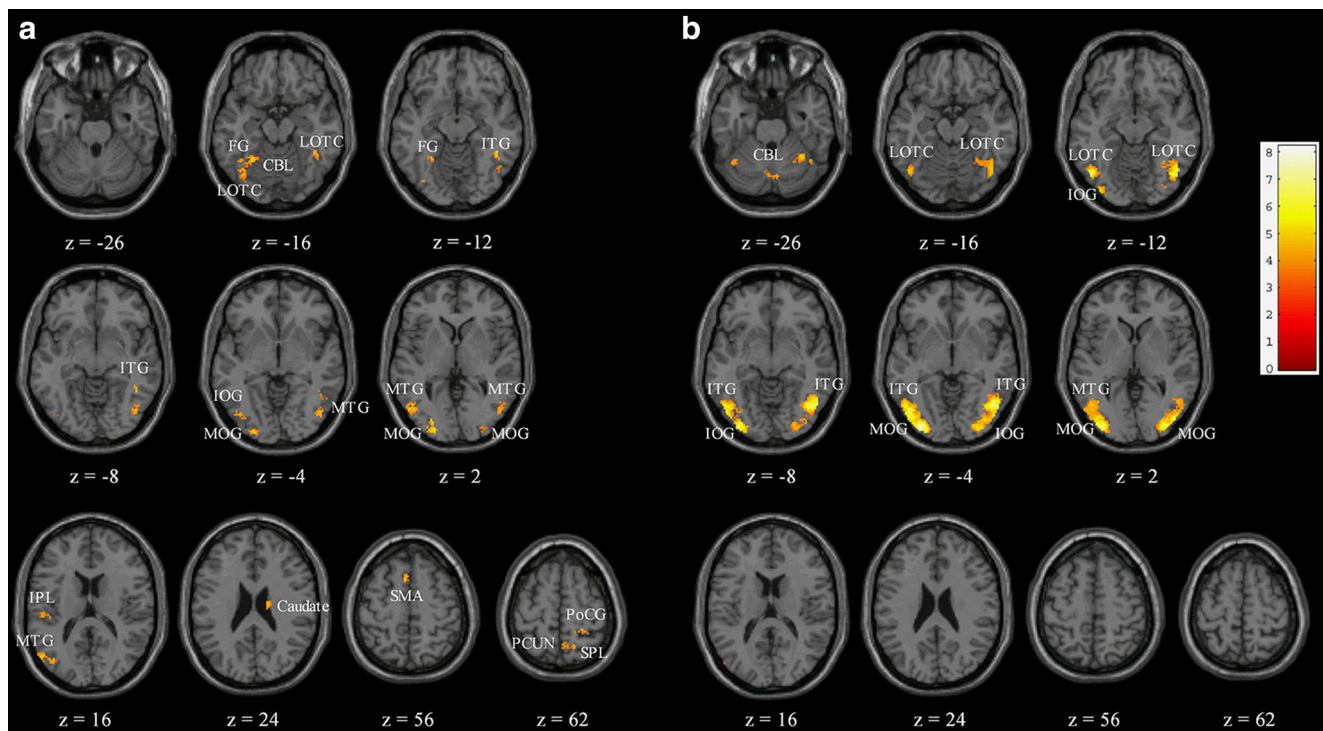 a
b
FG
LOTC
CBL
LOTC
FG
ITG
CBL
LOTC
LOTC
LOTC
LOTC
IOG
z = -26
z = -16
z = -12
z = -26
z = -16
z = -12
8
7
6
5
4
3
2
1
0
ITG
IOG
MTG
MOG
MTG
MTG
MOG
MOG
ITG
ITG
IOG
ITG
ITG
MOG
IOG
MTG
MOG
MOG
z = -8
z = -4
z = 2
z = -8
z = -4
z = 2
IPL
MTG
Caudate
SMA
PoCG
PCUN
SPL
z = 16
z = 24
z = 56
z = 62
z = 16
z = 24
z = 56
z = 62